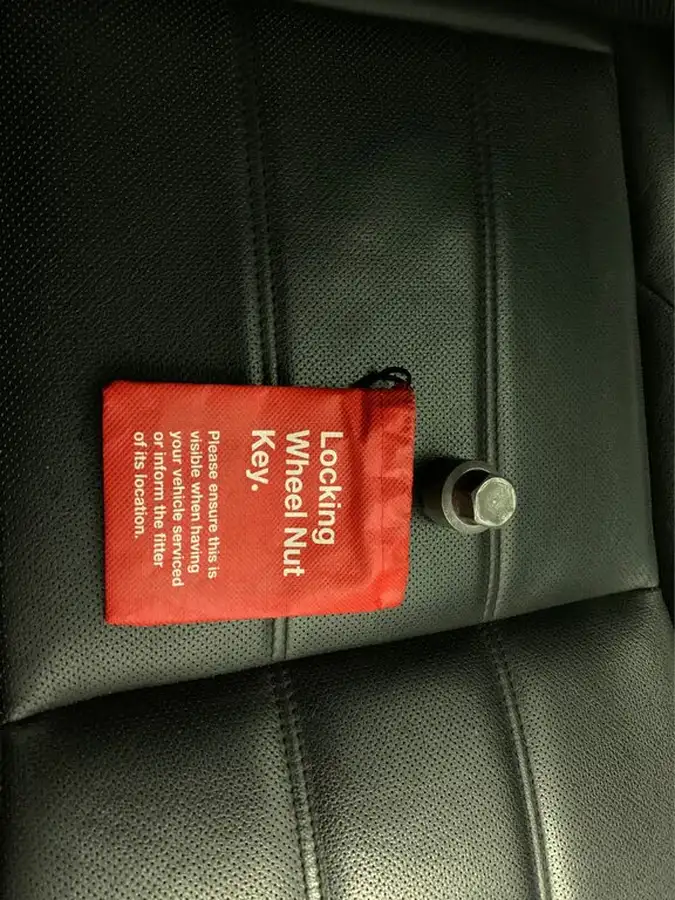 Locking
Wheel Nut
Key.
Please ensure this is
visible when having
your vehicle serviced
or inform the fitter
of its location.